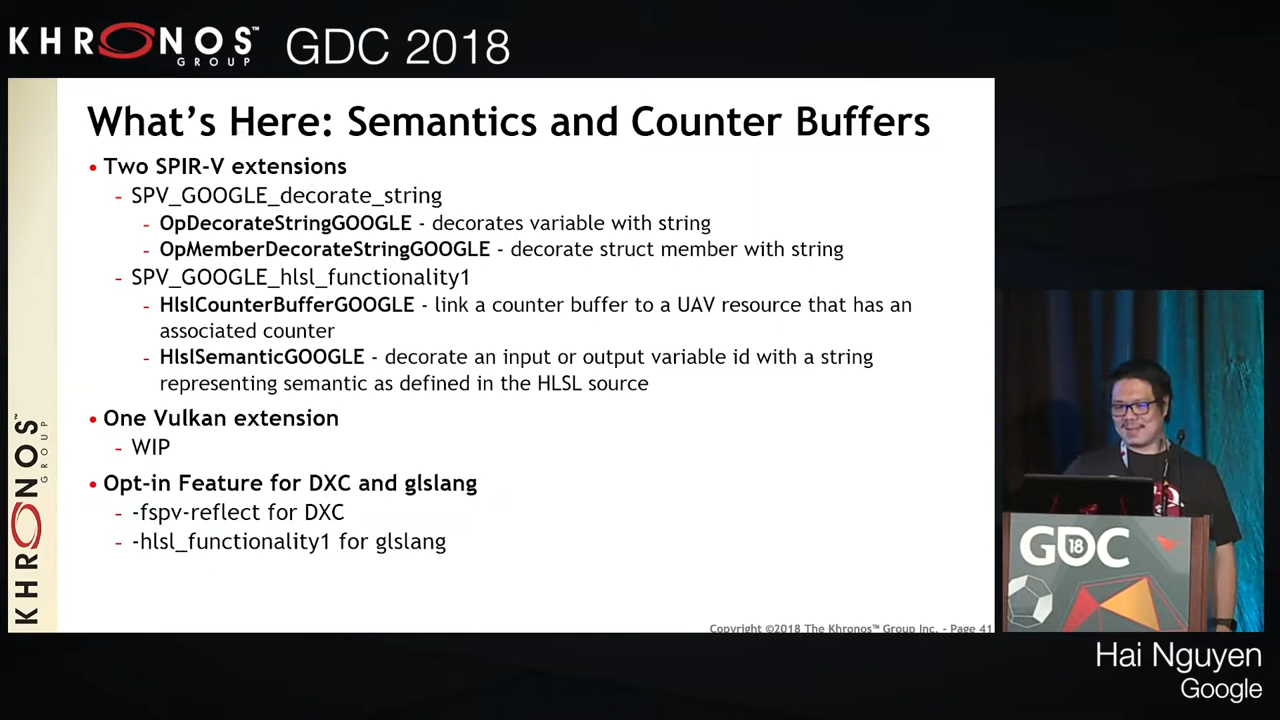 KHRONOS™ GROUP GDC 2018
What's Here: Semantics and Counter Buffers
• Two SPIR-V extensions
- SPV_GOOGLE_decorate_string
- OpDecorateStringGOOGLE - decorates variable with string
- OpMemberDecorateStringGOOGLE - decorate struct member with string
- SPV_GOOGLE_hlsl_functionality1
- HlslCounterBufferGOOGLE - link a counter buffer to a UAV resource that has an
associated counter
- HlslSemanticGOOGLE - decorate an input or output variable id with a string
representing semantic as defined in the HLSL source
• One Vulkan extension
- WIP
• Opt-in Feature for DXC and glslang
- -fspv-reflect for DXC
- -hlsl_functionality1 for glslang
KHRONOS™ GROUP
Copyright ©2018 The Khronos™ Group Inc. - Page 41
GDC 18
Hai Nguyen
Google